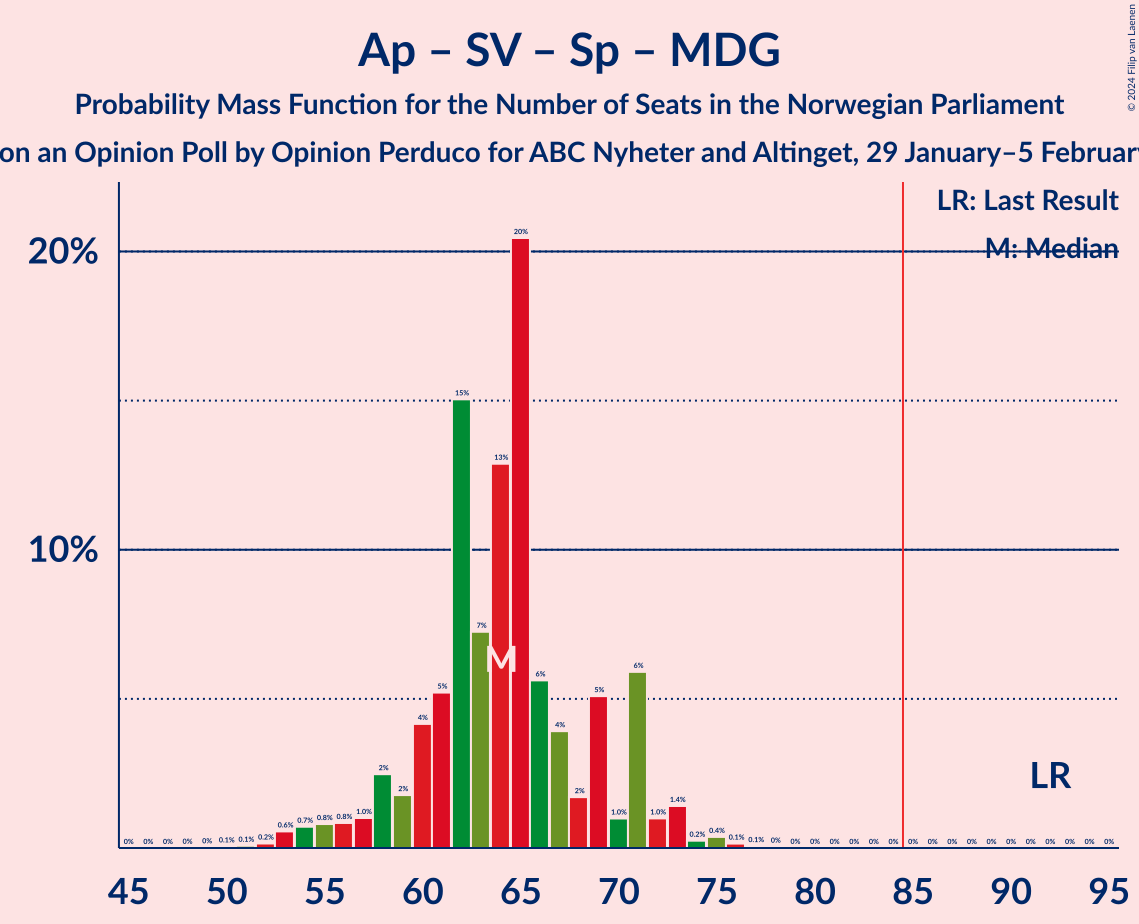 Ap – SV – Sp – MDG
Probability Mass Function for the Number of Seats in the Norwegian Parliament
on an Opinion Poll by Opinion Perduco for ABC Nyheter and Altinget, 29 January–5 February
© 2024 Filip van Laenen
LR: Last Result
M: Median
20%
10%
20%
15%
13%
7%
6%
6%
5%
5%
4%
4%
2%
2%
2%
1.4%
0% 0% 0% 0% 0% 0.1% 0.1% 0.2% 0.6% 0.7% 0.8% 0.8% 1.0%
1.0% 1.0% 0.2% 0.4% 0.1% 0.1% 0% 0% 0% 0% 0% 0% 0% 0% 0% 0% 0% 0% 0% 0% 0% 0% 0% 0%
M
LR
45 50 55 60 65 70 75 80 85 90 95